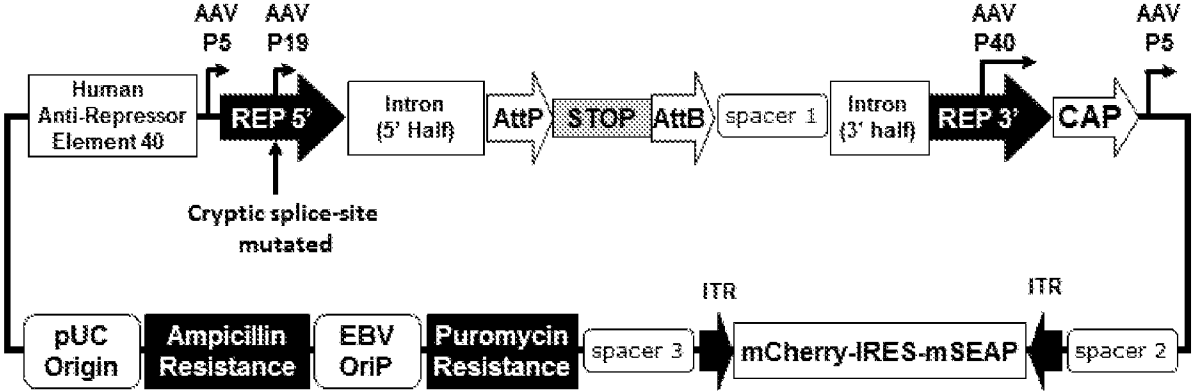 AAV
P5
AAV
P19
AAV
P40
AAV
P5
Human
Anti-Repressor
Element 40
REP 5'
Intron
(5' Half)
AttP
STOP
AttB
spacer 1
Intron
(3' half)
REP 3'
CAP
Cryptic splice-site
mutated
ITR
ITR
pUC
Origin
Ampicillin
Resistance
EBV
OriP
Puromycin
Resistance
spacer 3
mCherry-IRES-mSEAP
spacer 2